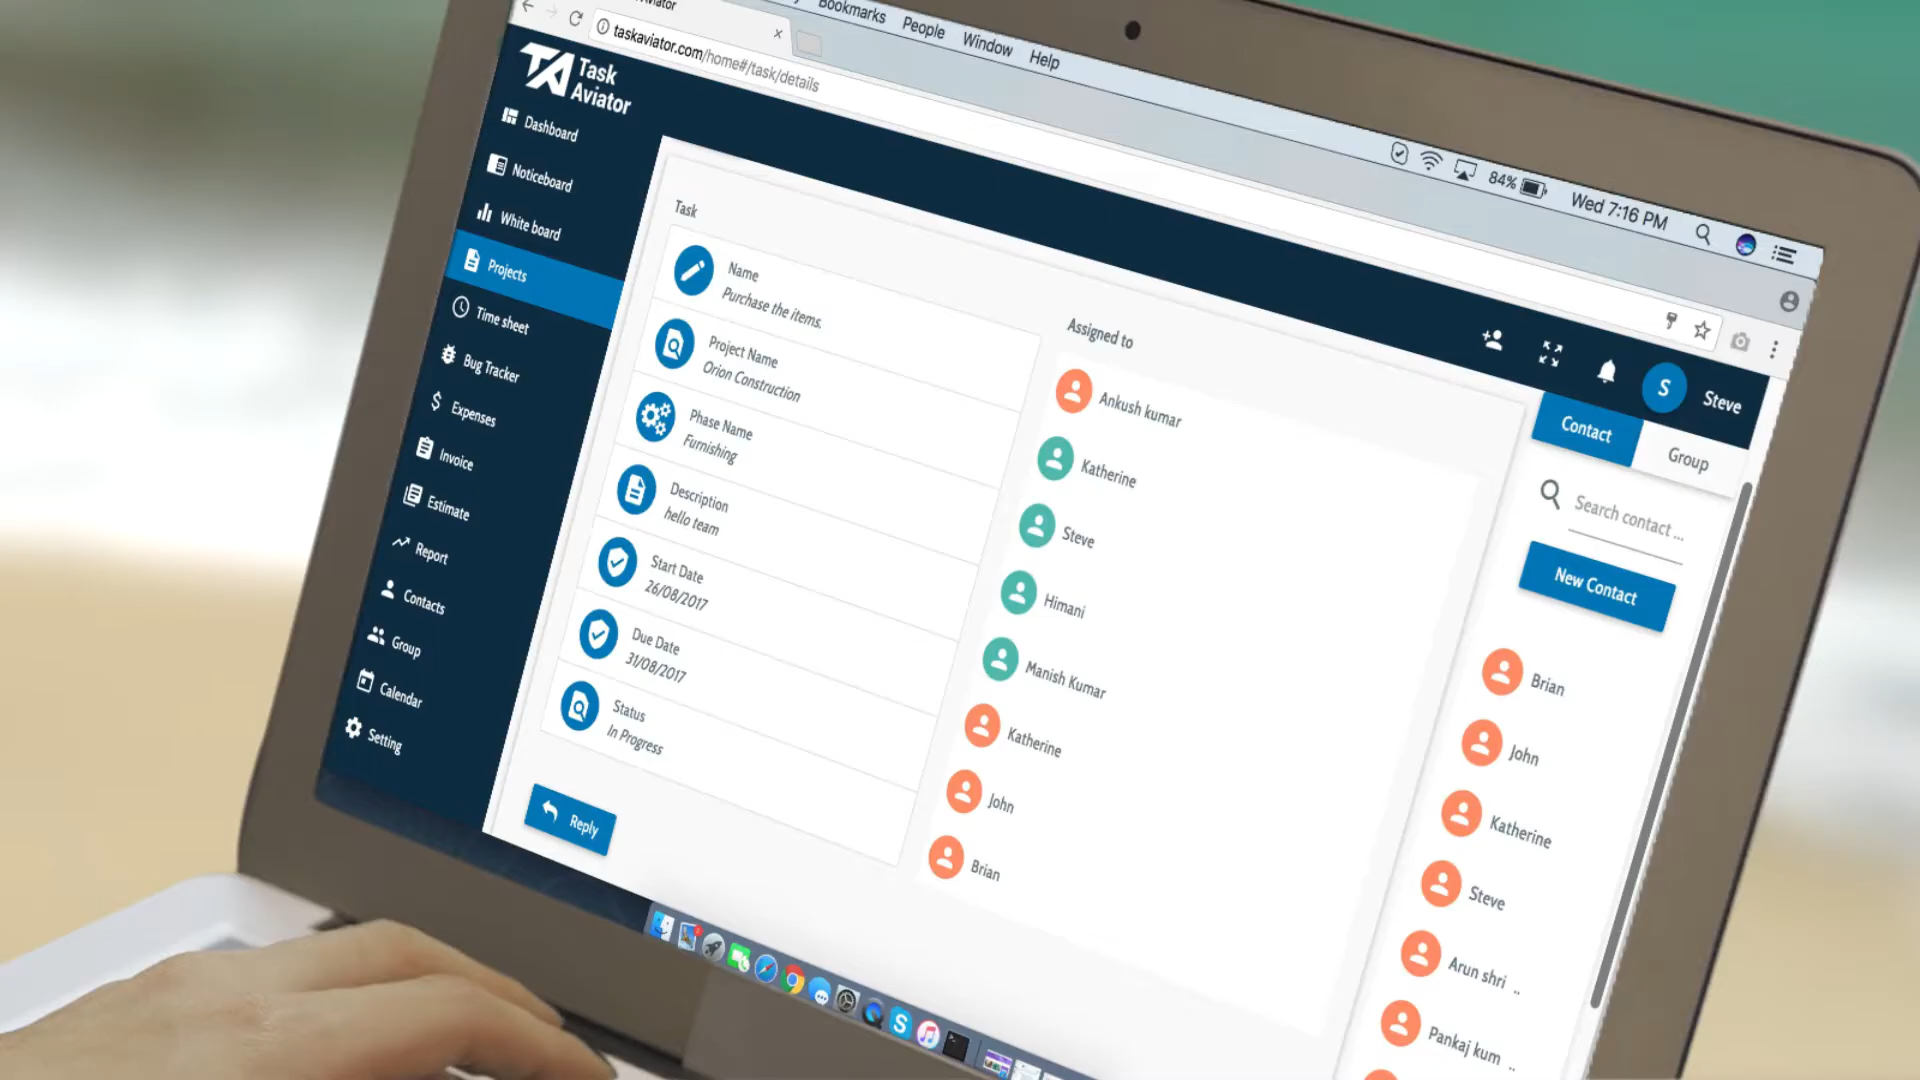 Aviator
Bookmarks People Window Help
84% Wed 7:16 PM
taskaviator.com/home#/task/details
TA Task
Aviator
S Steve
Dashboard
Noticeboard
White board
Projects
Time sheet
Bug Tracker
Expenses
Invoice
Estimate
Report
Contacts
Group
Calendar
Setting
Task
Name
Purchase the items.
Project Name
Orion Construction
Phase Name
Furnishing
Description
hello team
Start Date
26/08/2017
Due Date
31/08/2017
Status
In Progress
Reply
Assigned to
Ankush kumar
Katherine
Steve
Himani
Manish Kumar
Katherine
John
Brian
Contact Group
Search contact ...
New Contact
Brian
John
Katherine
Steve
Arun shri ..
Pankaj kum ..